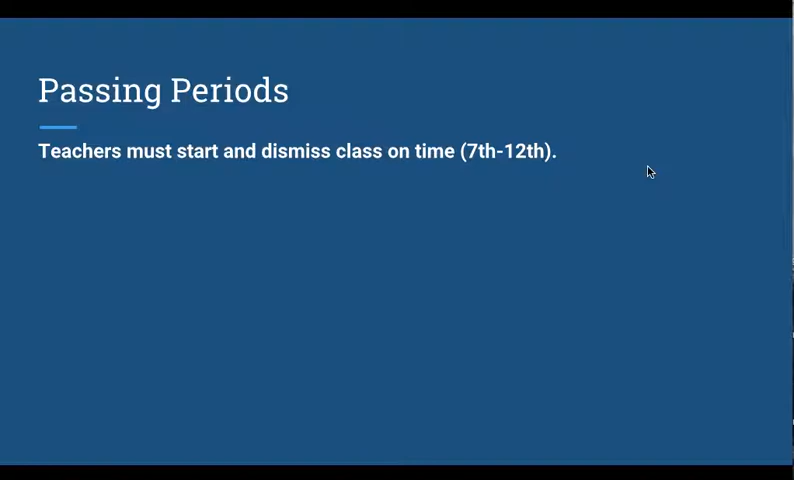 Passing Periods
Teachers must start and dismiss class on time (7th-12th).